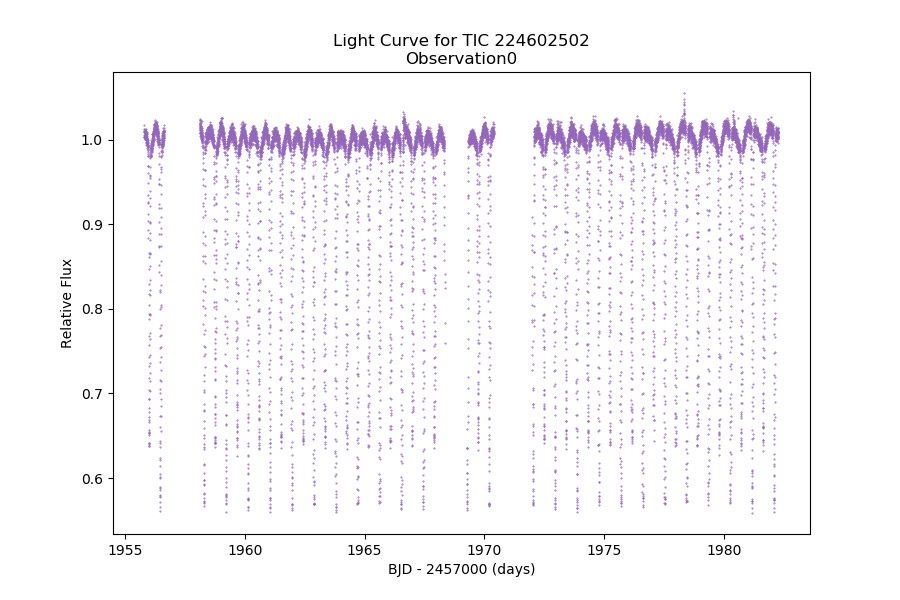 Light Curve for TIC 224602502
Observation0
1.0
0.9
0.8
0.7
0.6
Relative Flux
1955
1960
1965
1970
1975
1980
BJD - 2457000 (days)